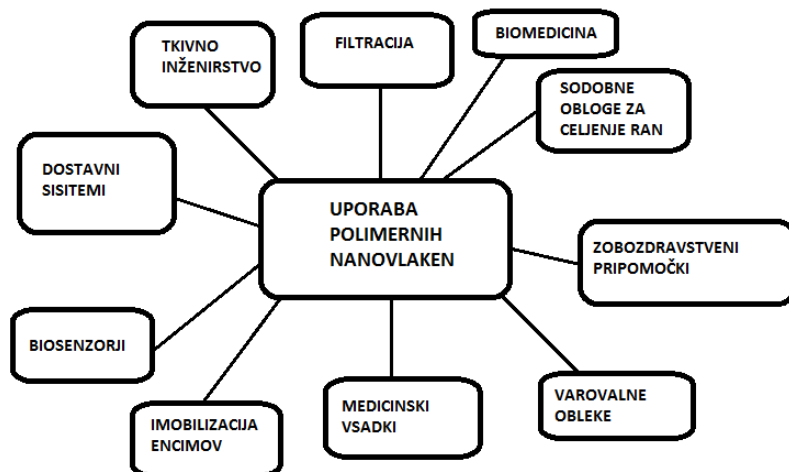 TKIVNO
INŽENIRSTVO
FILTRACIJA
BIOMEDICINA
SODOBNE
OBLOGE ZA
CELJENJE RAN
DOSTAVNI
SISITEMI
UPORABA
POLIMERNIH
NANOVLAKEN
ZOBOZDRAVSTVENI
PRIPOMOČKI
BIOSENZORJI
IMOBILIZACIJA
ENCIMOV
MEDICINSKI
VSADKI
VAROVALNE
OBLEKE